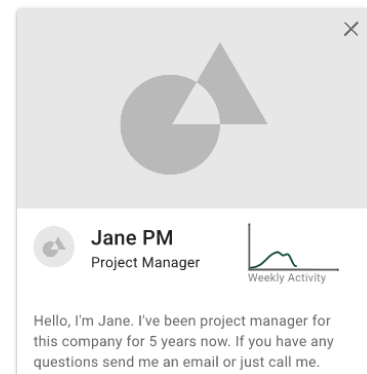 Jane PM
Project Manager
Weekly Activity
Hello, I'm Jane. I've been project manager for
this company for 5 years now. If you have any
questions send me an email or just call me.